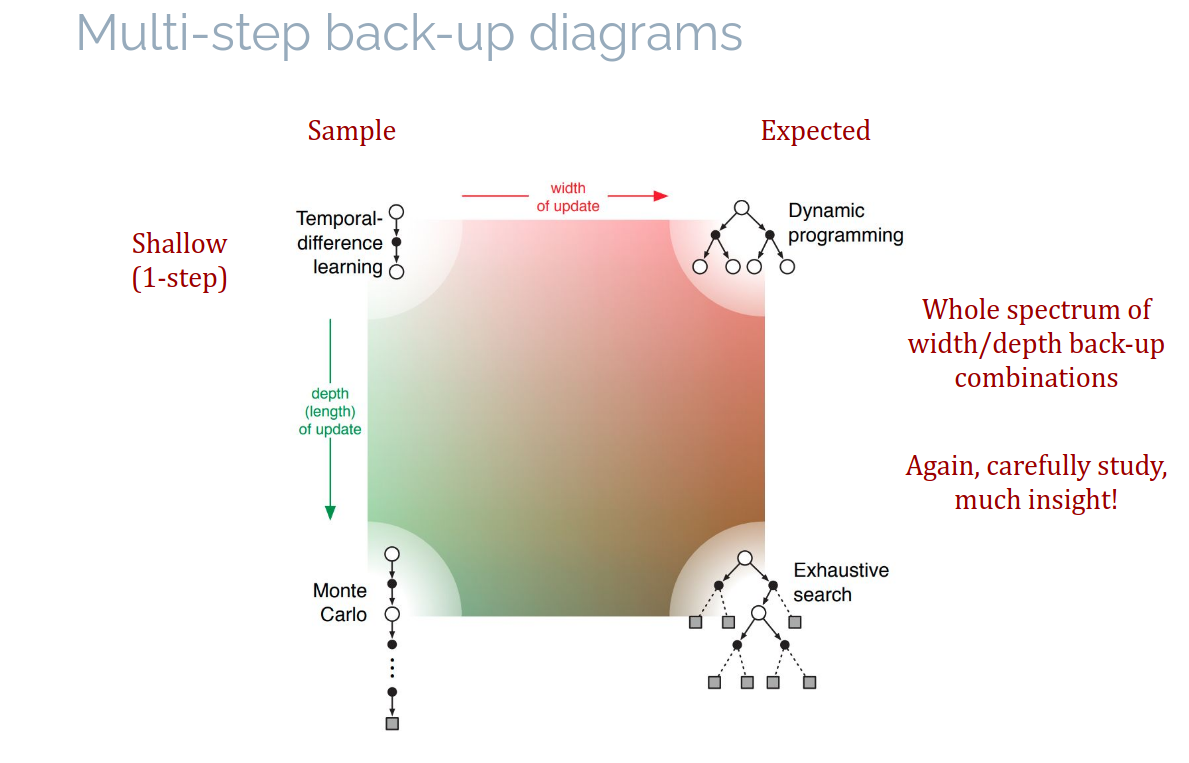 Multi-step back-up diagrams
Sample
Expected
width
of update
Temporal-
difference
learning
Dynamic
programming
Shallow
(1-step)
Whole spectrum of
width/depth back-up
combinations
depth
(length)
of update
Again, carefully study,
much insight!
Monte
Carlo
Exhaustive
search